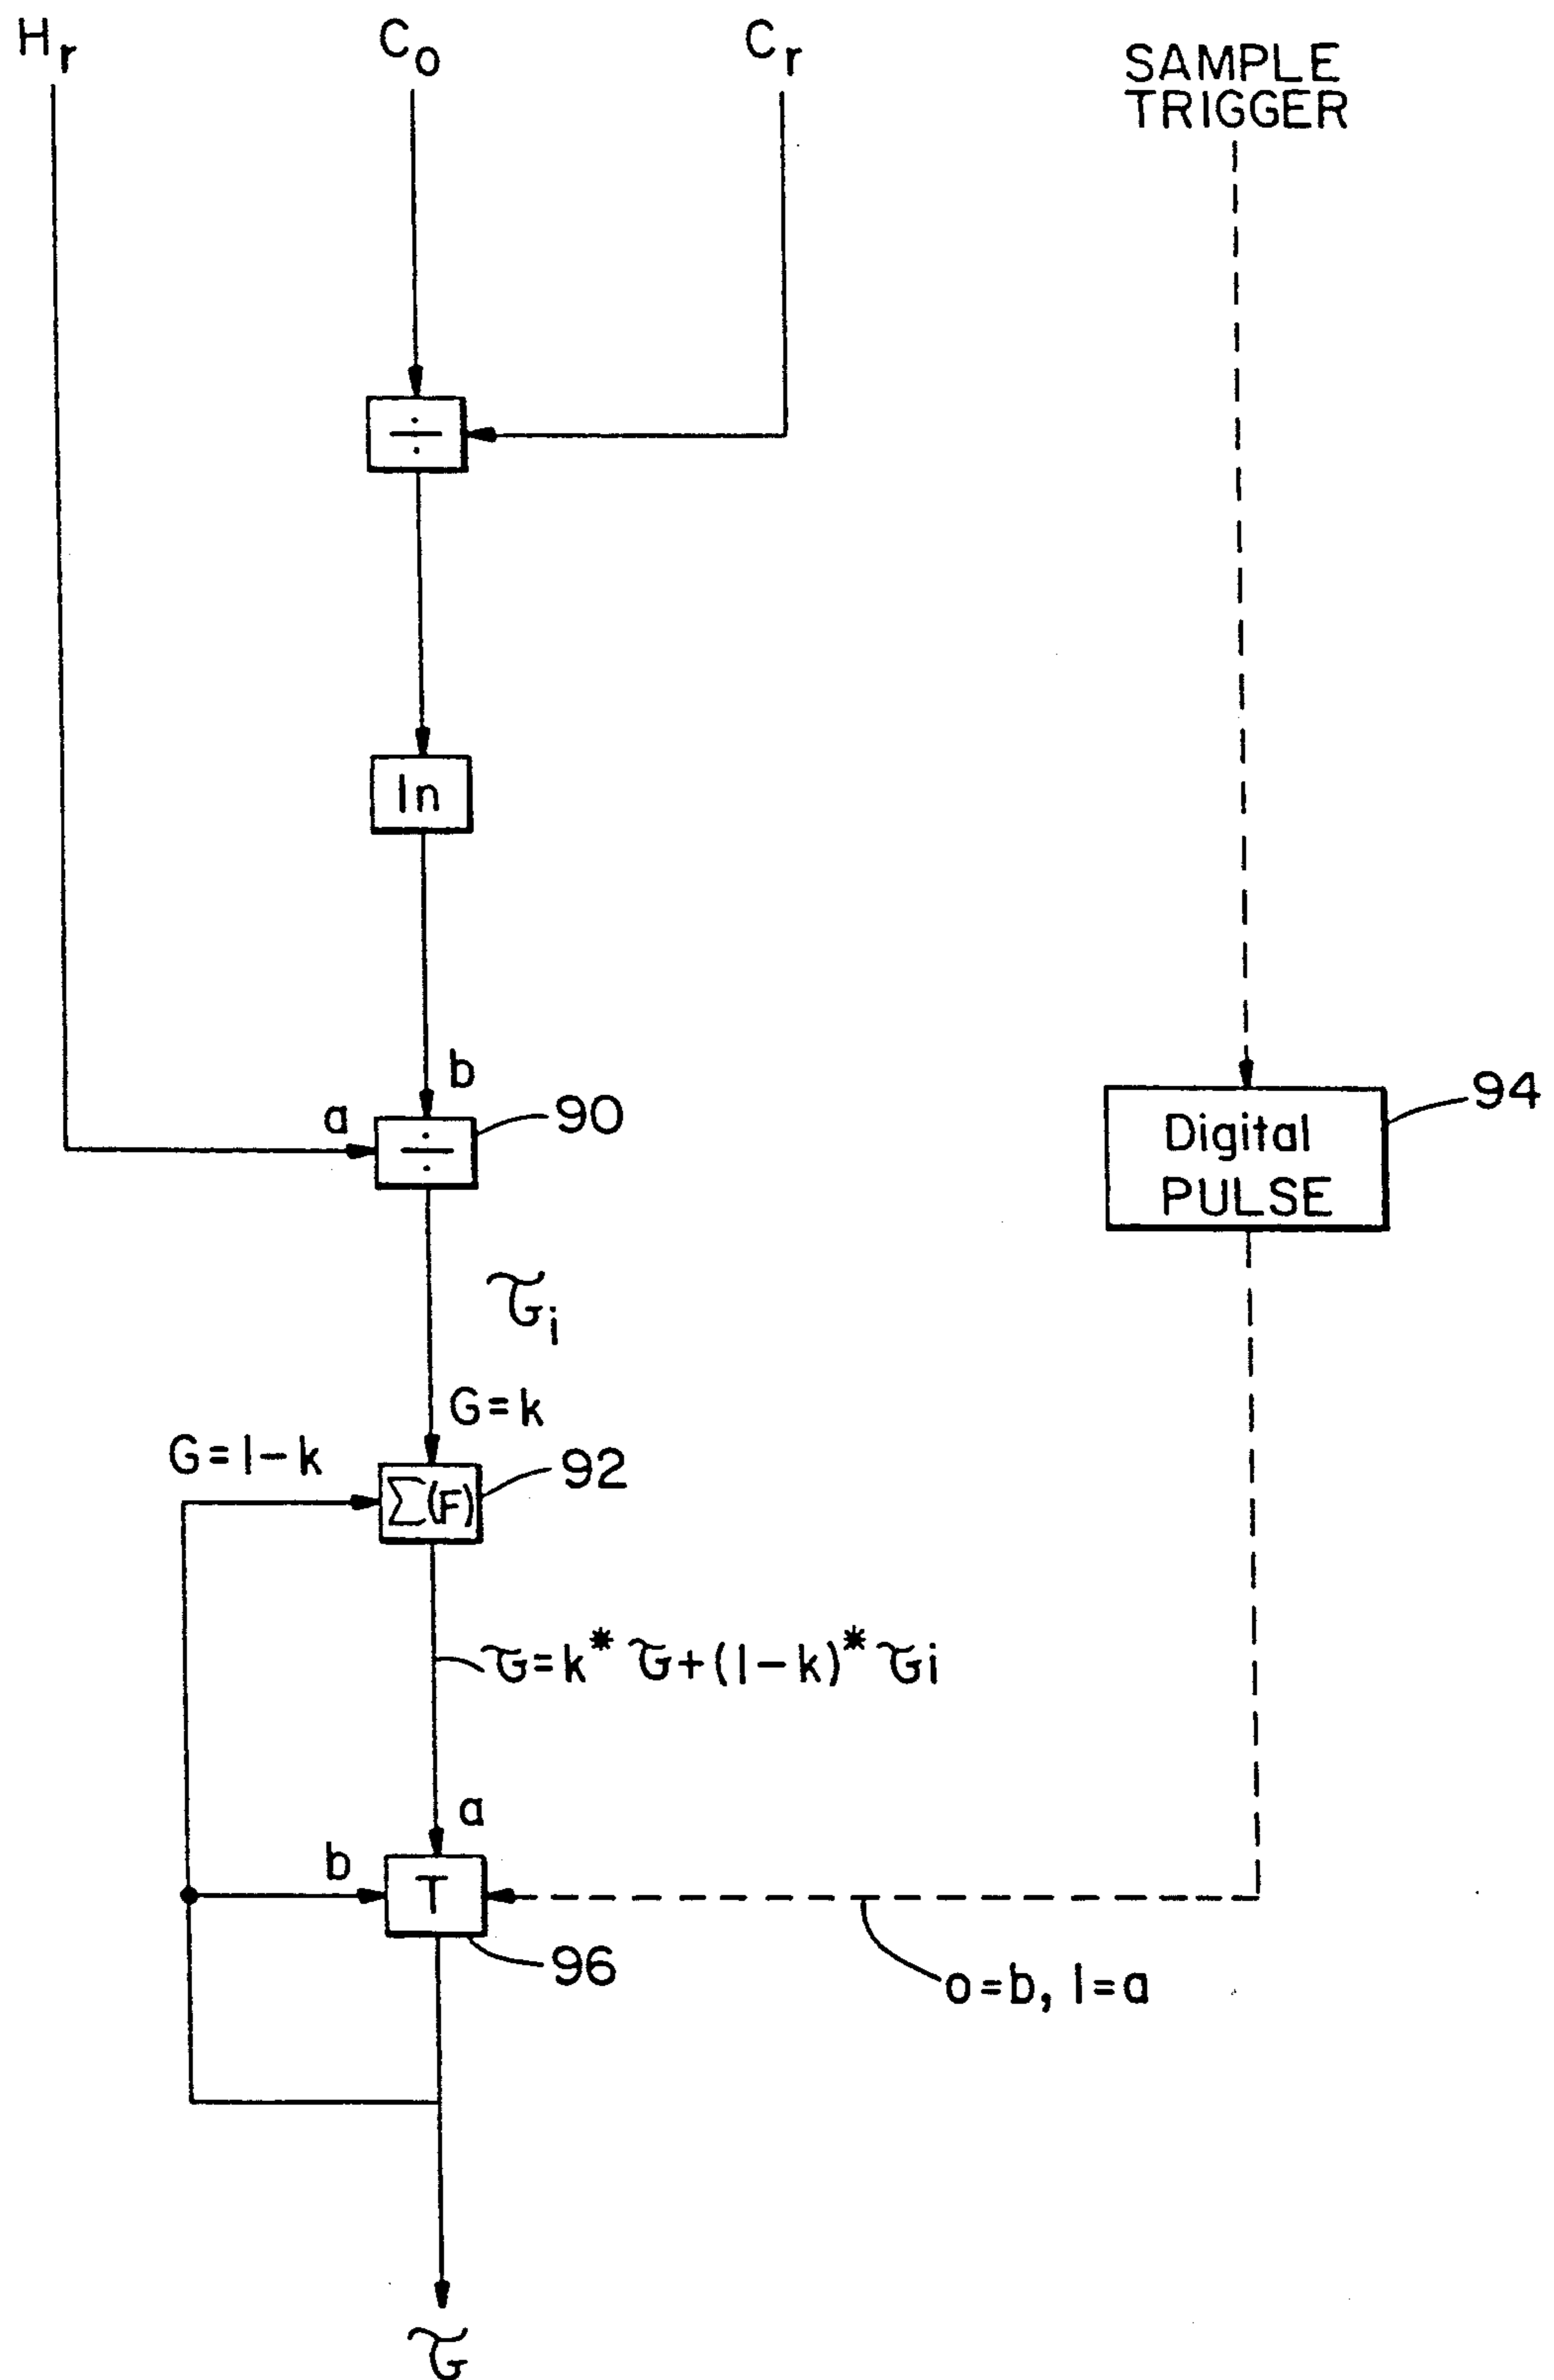 Hr
Co
Cr
SAMPLE
TRIGGER
÷
ln
b
a
÷
90
Digital
PULSE
94
τi
G=k
G=1-k
Σ(F)
92
τ=k* τ+(1-k)* τi
a
b
T
96
o=b, 1=a
τ